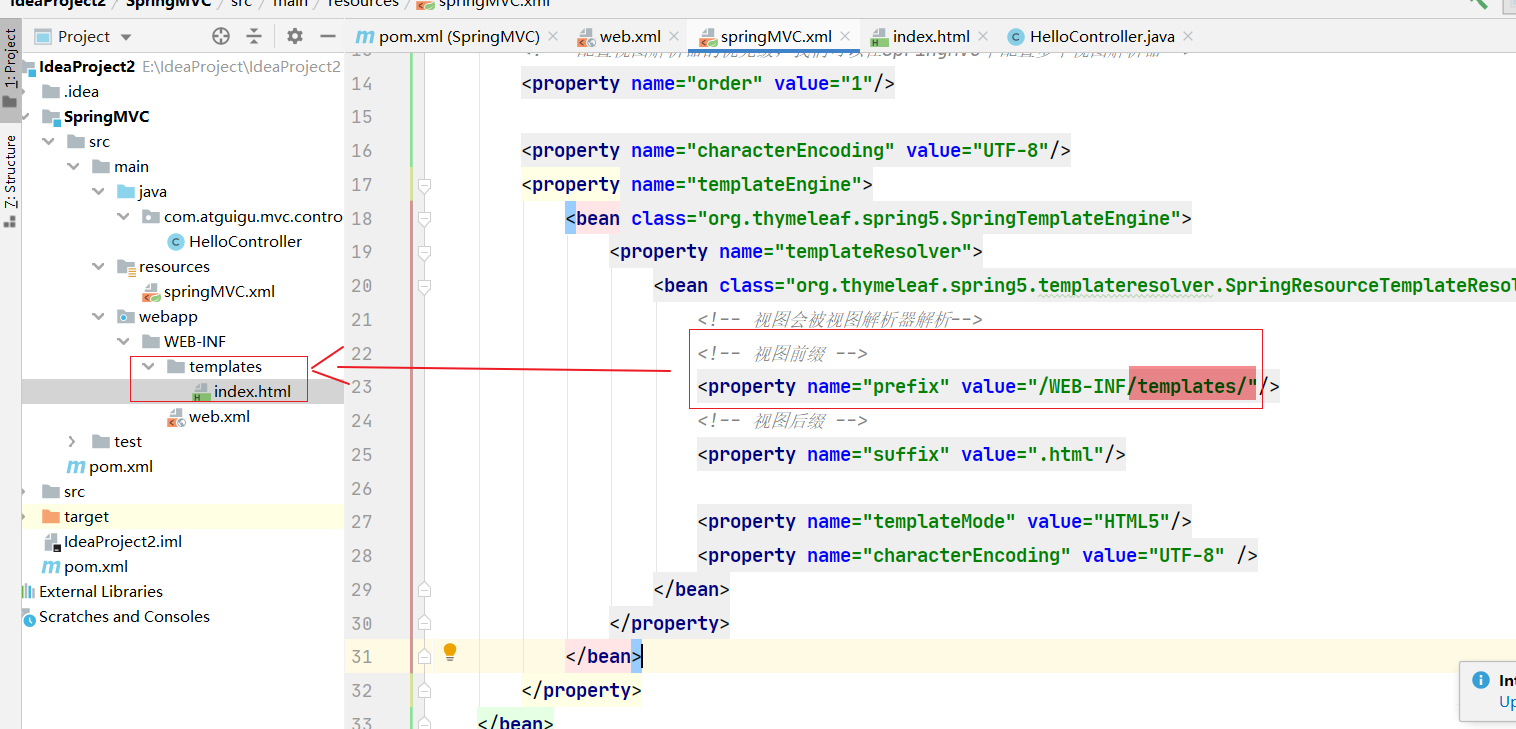 IdeaProject2 / SpringMVC / src / main / resources / springMVC.xml
Project
pom.xml (SpringMVC)
web.xml
springMVC.xml
index.html
HelloController.java
1: Project
Z: Structure
IdeaProject2 E:\IdeaProject\IdeaProject2
.idea
SpringMVC
src
main
java
com.atguigu.mvc.contro
HelloController
resources
springMVC.xml
webapp
WEB-INF
templates
index.html
web.xml
test
pom.xml
src
target
IdeaProject2.iml
pom.xml
External Libraries
Scratches and Consoles
14 <property name="order" value="1"/>
15
16 <property name="characterEncoding" value="UTF-8"/>
17 <property name="templateEngine">
18 <bean class="org.thymeleaf.spring5.SpringTemplateEngine">
19 <property name="templateResolver">
20 <bean class="org.thymeleaf.spring5.templateresolver.SpringResourceTemplateResol
21 <!-- 视图会被视图解析器解析-->
22 <!-- 视图前缀 -->
23 <property name="prefix" value="/WEB-INF/templates/"/>
24 <!-- 视图后缀 -->
25 <property name="suffix" value=".html"/>
26
27 <property name="templateMode" value="HTML5"/>
28 <property name="characterEncoding" value="UTF-8" />
29 </bean>
30 </property>
31 </bean>
32 </property>
33 </bean>
Int
Up